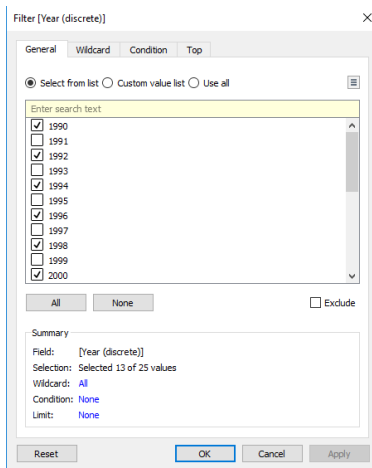 Filter [Year (discrete)]
General Wildcard Condition Top
Select from list Custom value list Use all
Enter search text
1990
1991
1992
1993
1994
1995
1996
1997
1998
1999
2000
All None Exclude
Summary
Field: [Year (discrete)]
Selection: Selected 13 of 25 values
Wildcard: All
Condition: None
Limit: None
Reset OK Cancel Apply